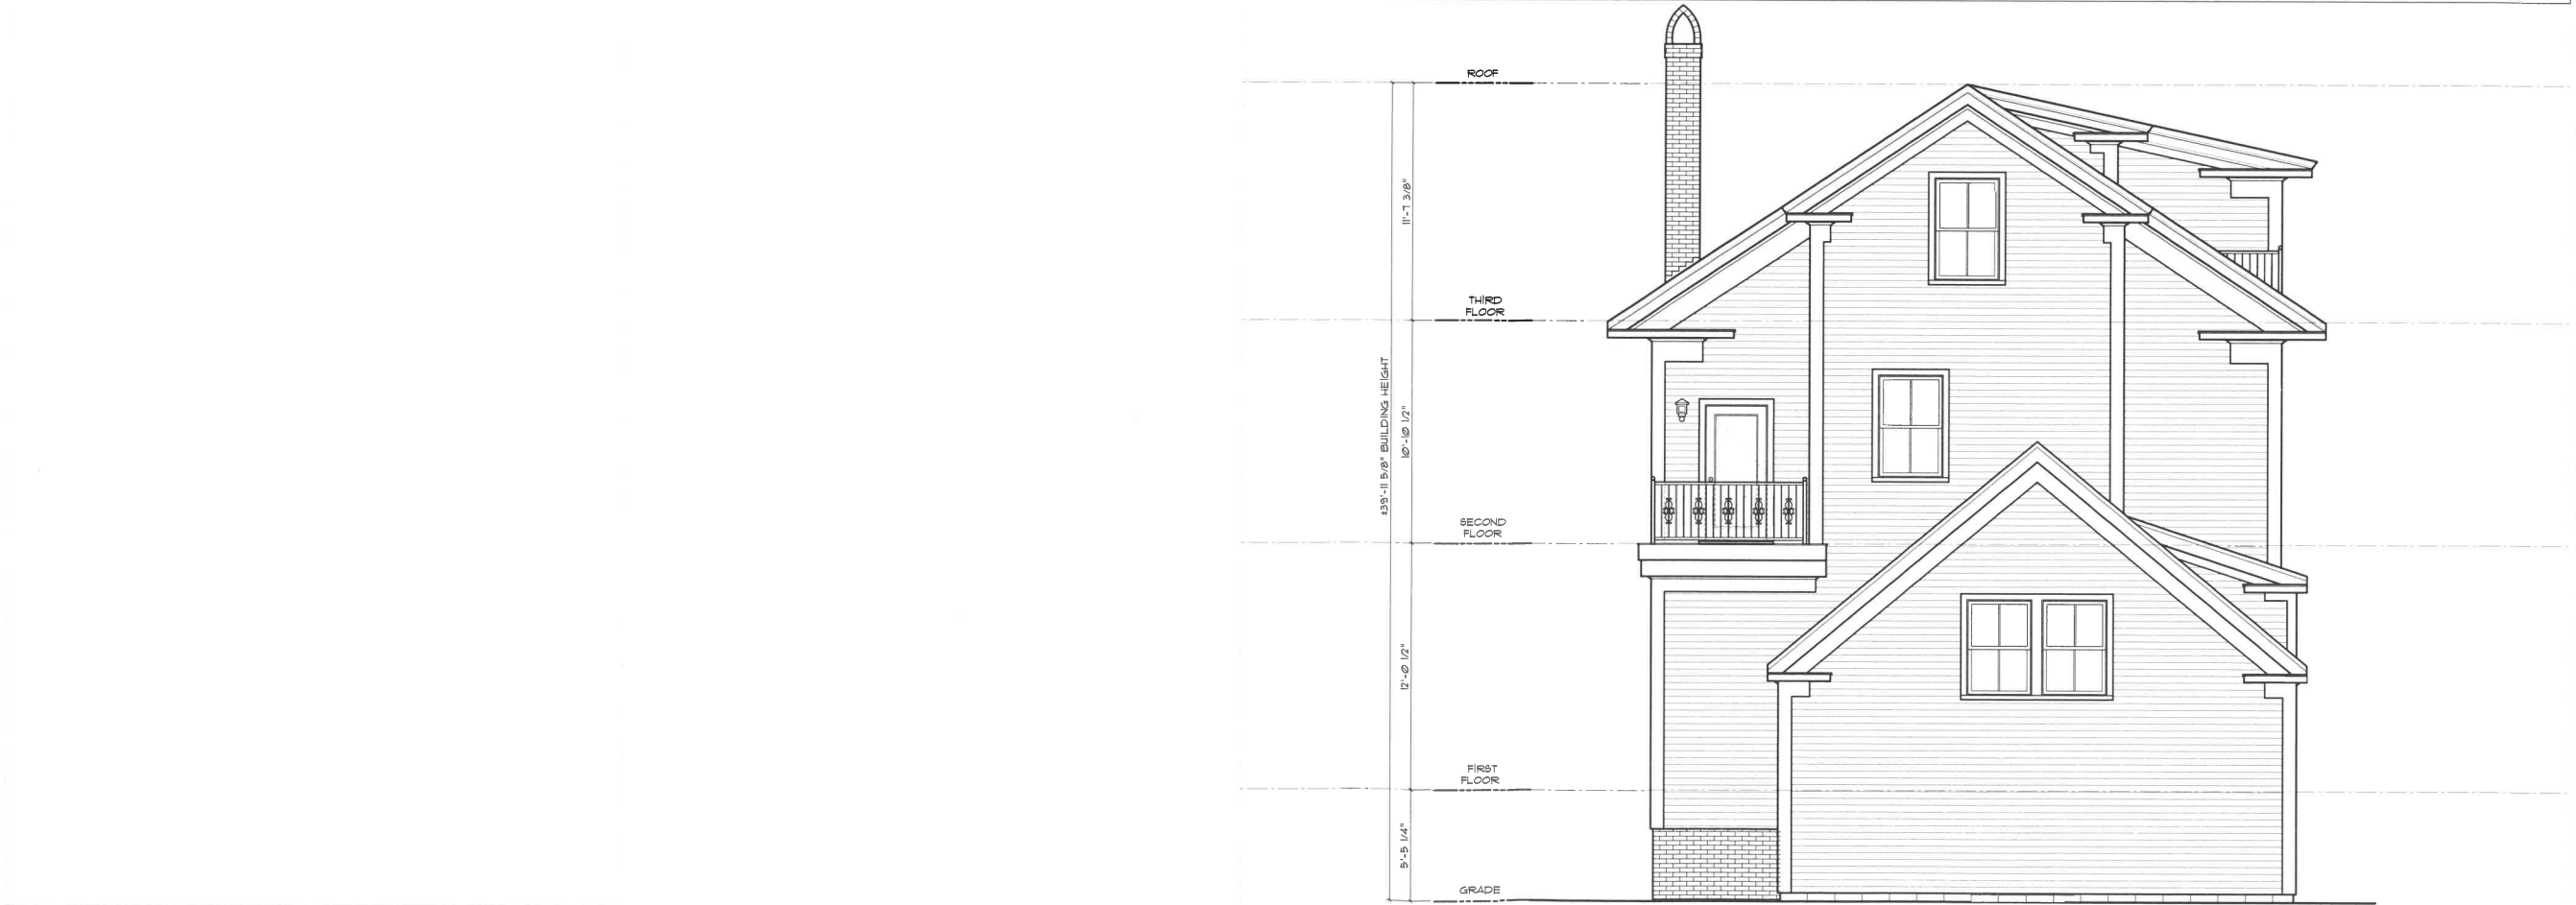 ROOF
11'-7 3/8"
THIRD
FLOOR
±39'-11 5/8" BUILDING HEIGHT
10'-10 1/2"
SECOND
FLOOR
12'-0 1/2"
FIRST
FLOOR
5'-5 1/4"
GRADE